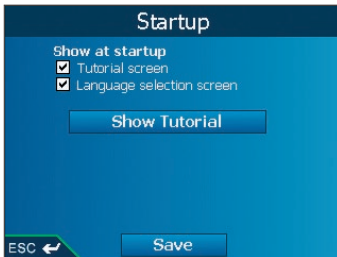 Startup
Show at startup
Tutorial screen
Language selection screen
Show Tutorial
ESC
Save